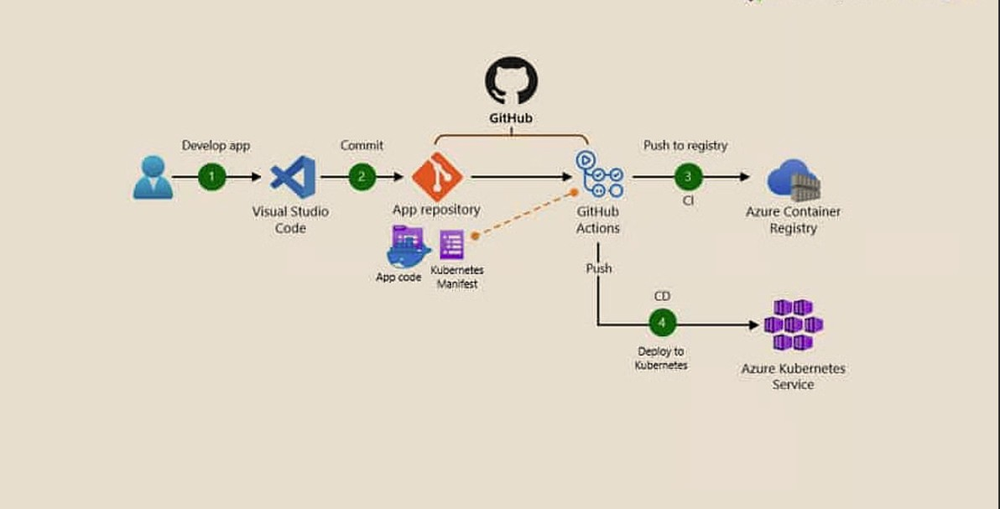 GitHub
Develop app
Commit
Push to registry
1
2
3
CI
Visual Studio
Code
App repository
GitHub
Actions
Azure Container
Registry
App code
Kubernetes
Manifest
Push
CD
4
Deploy to
Kubernetes
Azure Kubernetes
Service